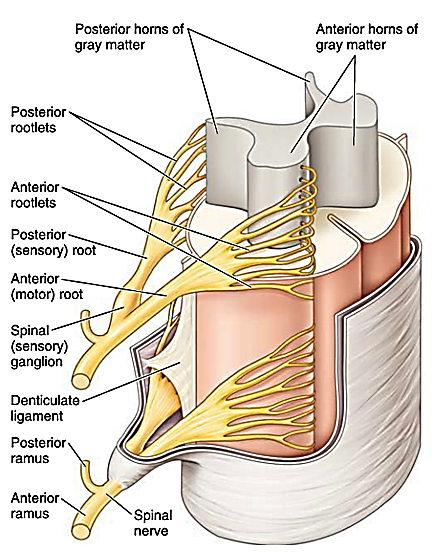 Posterior horns of
gray matter
Anterior horns of
gray matter
Posterior
rootlets
Anterior
rootlets
Posterior
(sensory) root
Anterior
(motor) root
Spinal
(sensory)
ganglion
Denticulate
ligament
Posterior
ramus
Anterior
ramus
Spinal
nerve